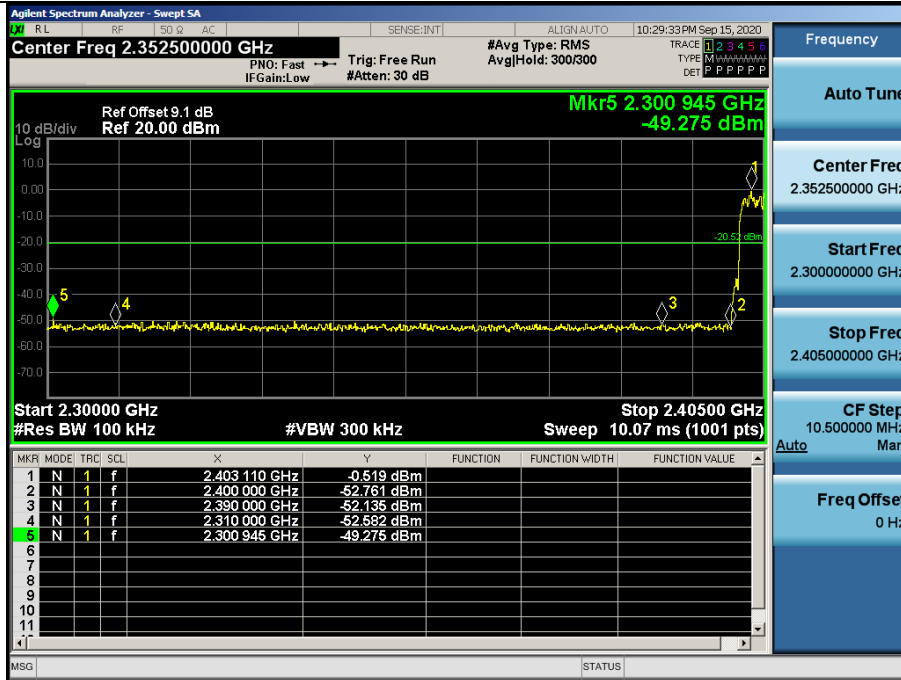 Agilent Spectrum Analyzer - Swept SA
LXI RL RF 50 Ω AC SENSE:INT ALIGN AUTO 10:29:33 PM Sep 15, 2020
Center Freq 2.352500000 GHz
PNO: Fast
IFGain:Low
Trig: Free Run
#Atten: 30 dB
#Avg Type: RMS
Avg|Hold: 300/300
TRACE 1 2 3 4 5 6
TYPE M
DET P P P P P P
Ref Offset 9.1 dB
10 dB/div Ref 20.00 dBm
Log
Mkr5 2.300 945 GHz
-49.275 dBm
10.0
0.00
-10.0
-20.0
-30.0
-40.0
-50.0
-60.0
-70.0
-20.52 dBm
1
2
3
4
5
Start 2.30000 GHz Stop 2.40500 GHz
#Res BW 100 kHz #VBW 300 kHz Sweep 10.07 ms (1001 pts)
MKR MODE TRC SCL X Y FUNCTION FUNCTION WIDTH FUNCTION VALUE
1 N 1 f 2.403 110 GHz -0.519 dBm
2 N 1 f 2.400 000 GHz -52.761 dBm
3 N 1 f 2.390 000 GHz -52.135 dBm
4 N 1 f 2.310 000 GHz -52.582 dBm
5 N 1 f 2.300 945 GHz -49.275 dBm
6
7
8
9
10
11
MSG STATUS
Frequency
Auto Tune
Center Freq
2.352500000 GHz
Start Freq
2.300000000 GHz
Stop Freq
2.405000000 GHz
CF Step
10.500000 MHz
Auto Man
Freq Offset
0 Hz